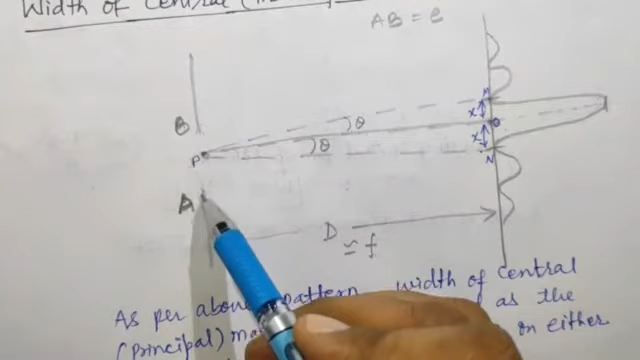 Width of Central
AB = e
B
M
x
θ
O
θ
x
P
N
A
D
≃ f
As per above pattern width of central
(principal) as the
on either